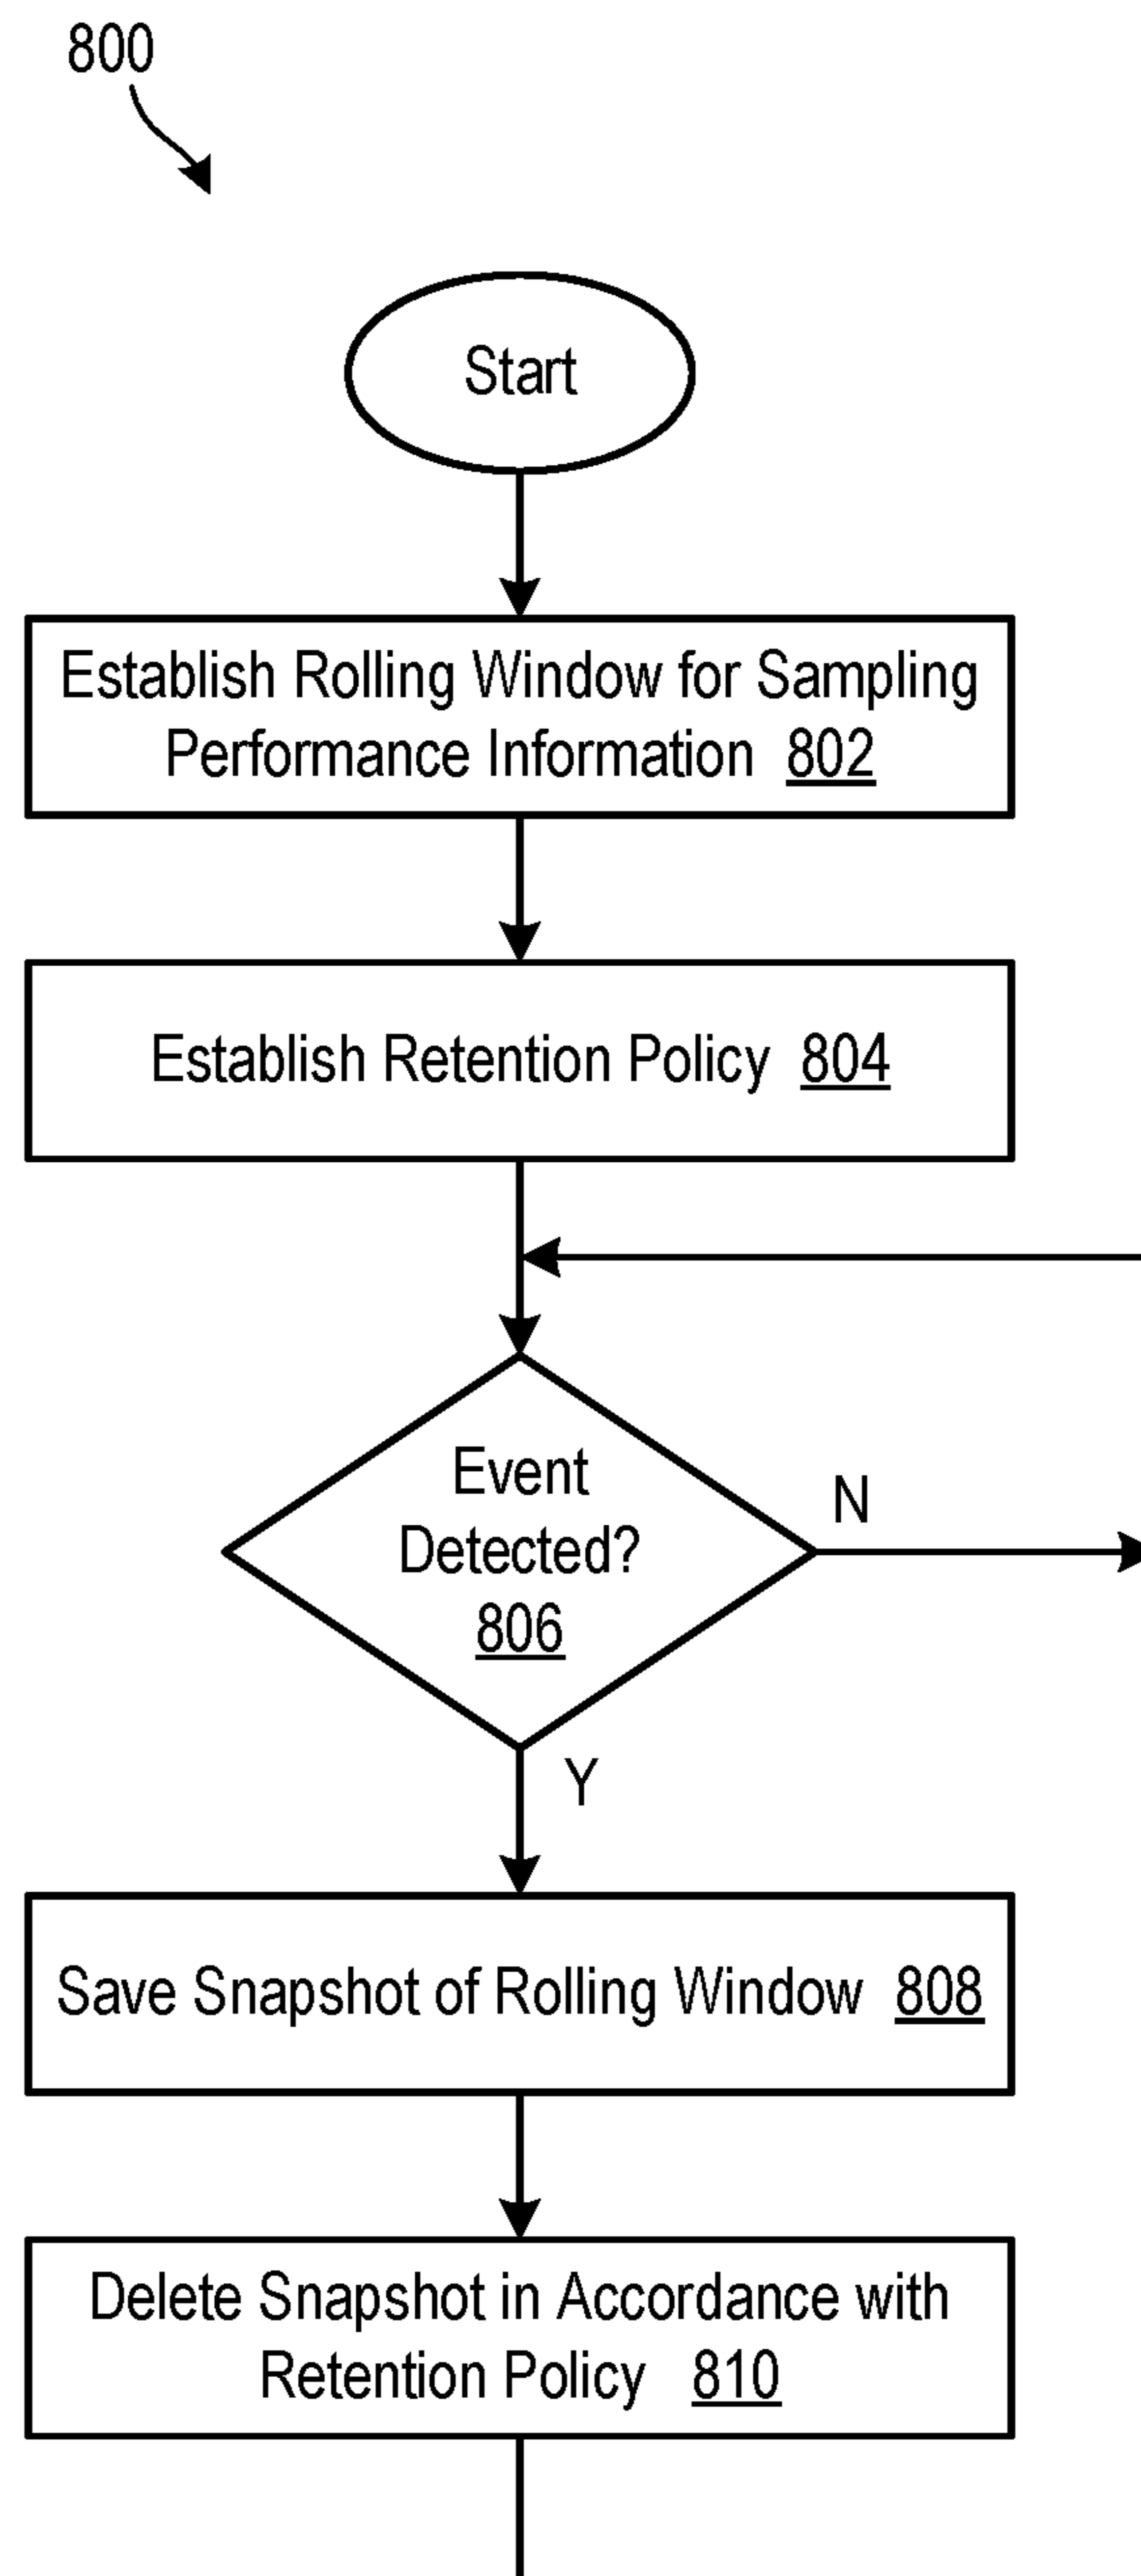 800
Start
Establish Rolling Window for Sampling
Performance Information 802
Establish Retention Policy 804
Event
Detected?
806
N
Y
Save Snapshot of Rolling Window 808
Delete Snapshot in Accordance with
Retention Policy 810